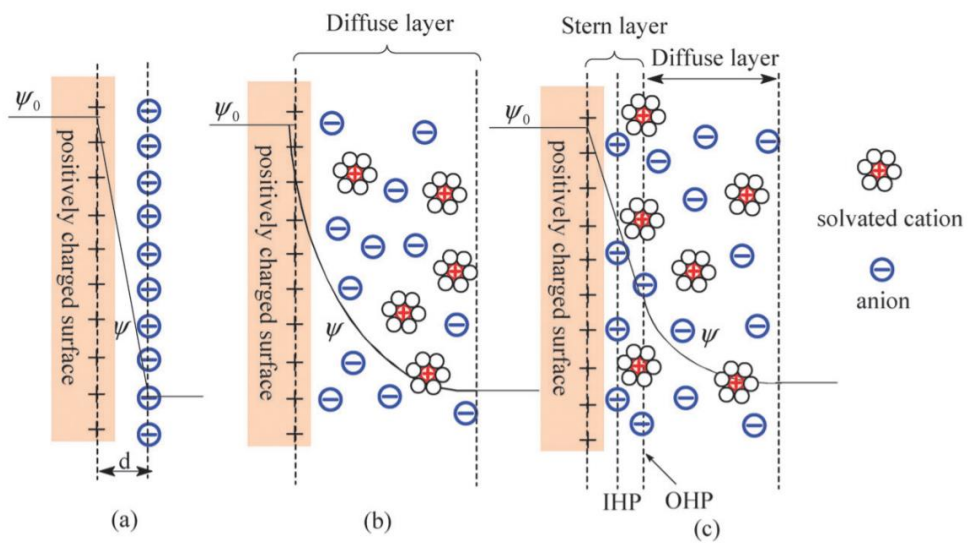 Diffuse layer
Stern layer
Diffuse layer
ψ₀
ψ₀
ψ₀
positively charged surface
positively charged surface
positively charged surface
ψ
ψ
ψ
solvated cation
anion
d
IHP
OHP
(a)
(b)
(c)